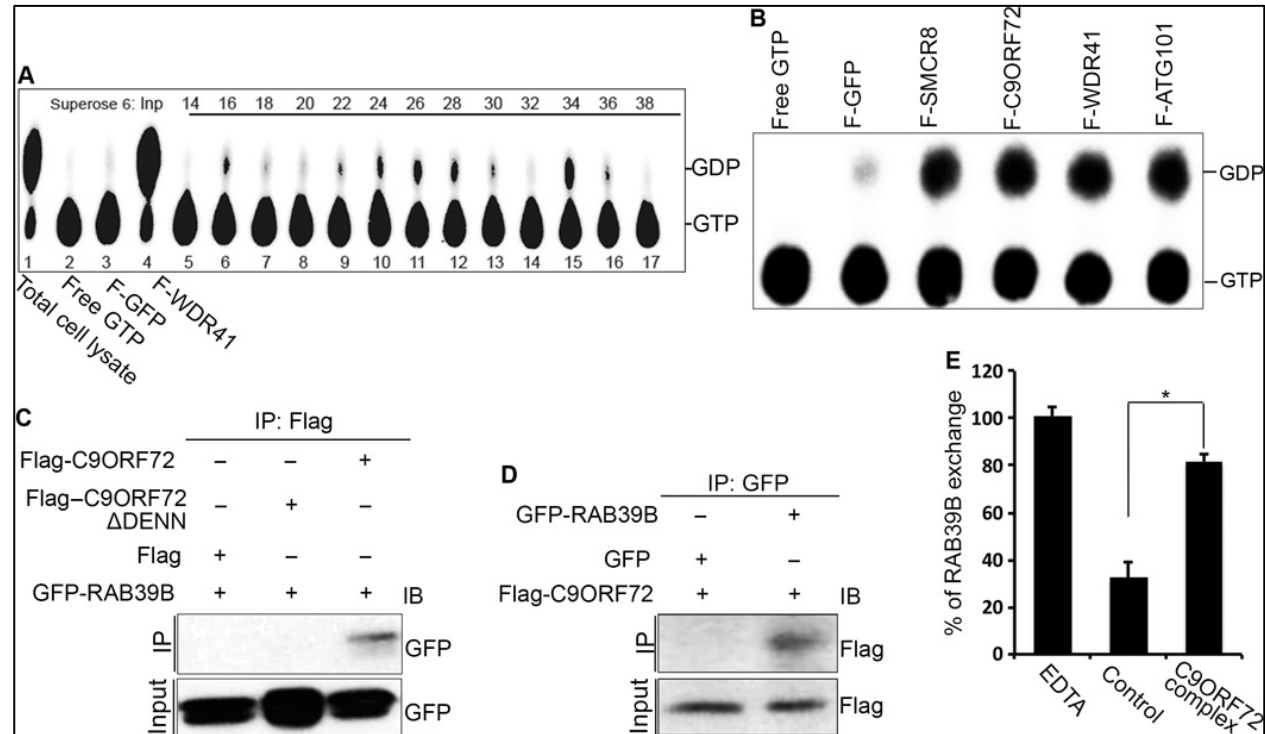 A
Superose 6: Inp 14 16 18 20 22 24 26 28 30 32 34 36 38
GDP
GTP
1 2 3 4 5 6 7 8 9 10 11 12 13 14 15 16 17
Total cell lysate
Free GTP
F-GFP
F-WDR41
B
Free GTP
F-GFP
F-SMCR8
F-C9ORF72
F-WDR41
F-ATG101
GDP
GTP
C
IP: Flag
Flag-C9ORF72 – – +
Flag–C9ORF72
ΔDENN – + –
Flag + – –
GFP-RAB39B + + + IB
IP GFP
Input GFP
D
IP: GFP
GFP-RAB39B – +
GFP + –
Flag-C9ORF72 + + IB
IP Flag
Input Flag
E
% of RAB39B exchange
120
100
80
60
40
20
0
*
EDTA
Control
C9ORF72
complex